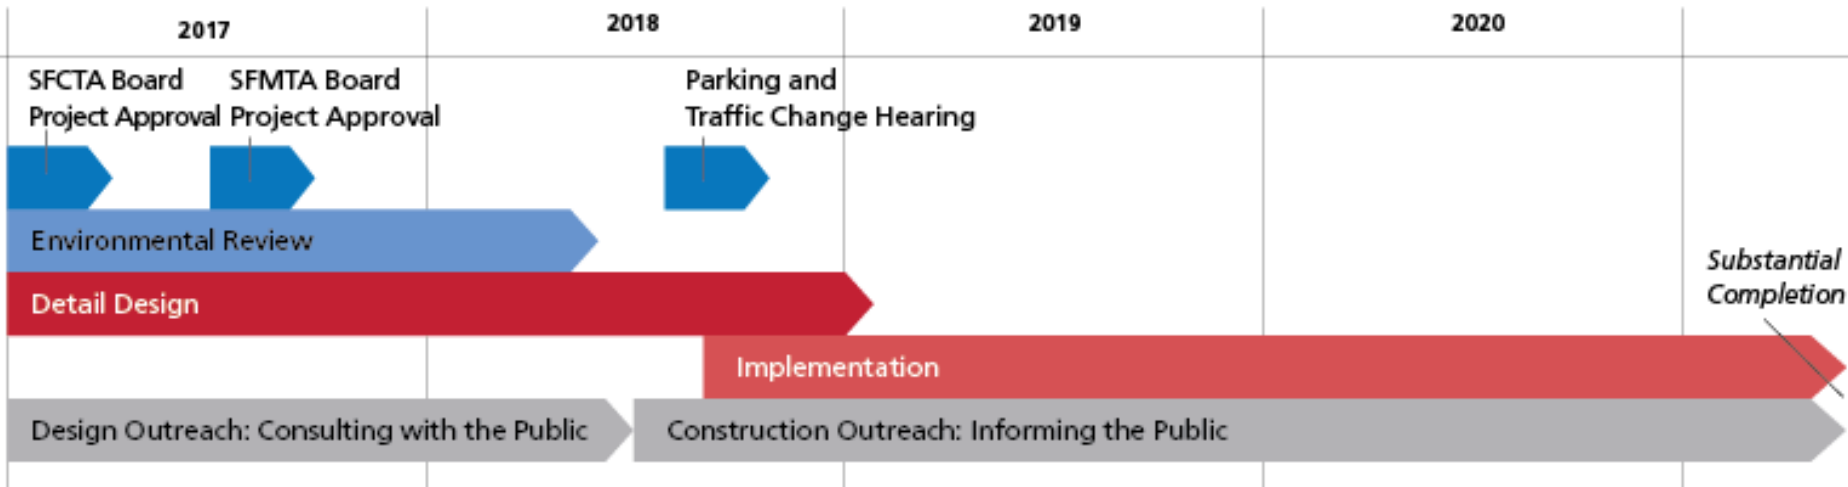 2017
2018
2019
2020
SFCTA Board
Project Approval
SFMTA Board
Project Approval
Parking and
Traffic Change Hearing
Environmental Review
Detail Design
Substantial
Completion
Implementation
Design Outreach: Consulting with the Public
Construction Outreach: Informing the Public